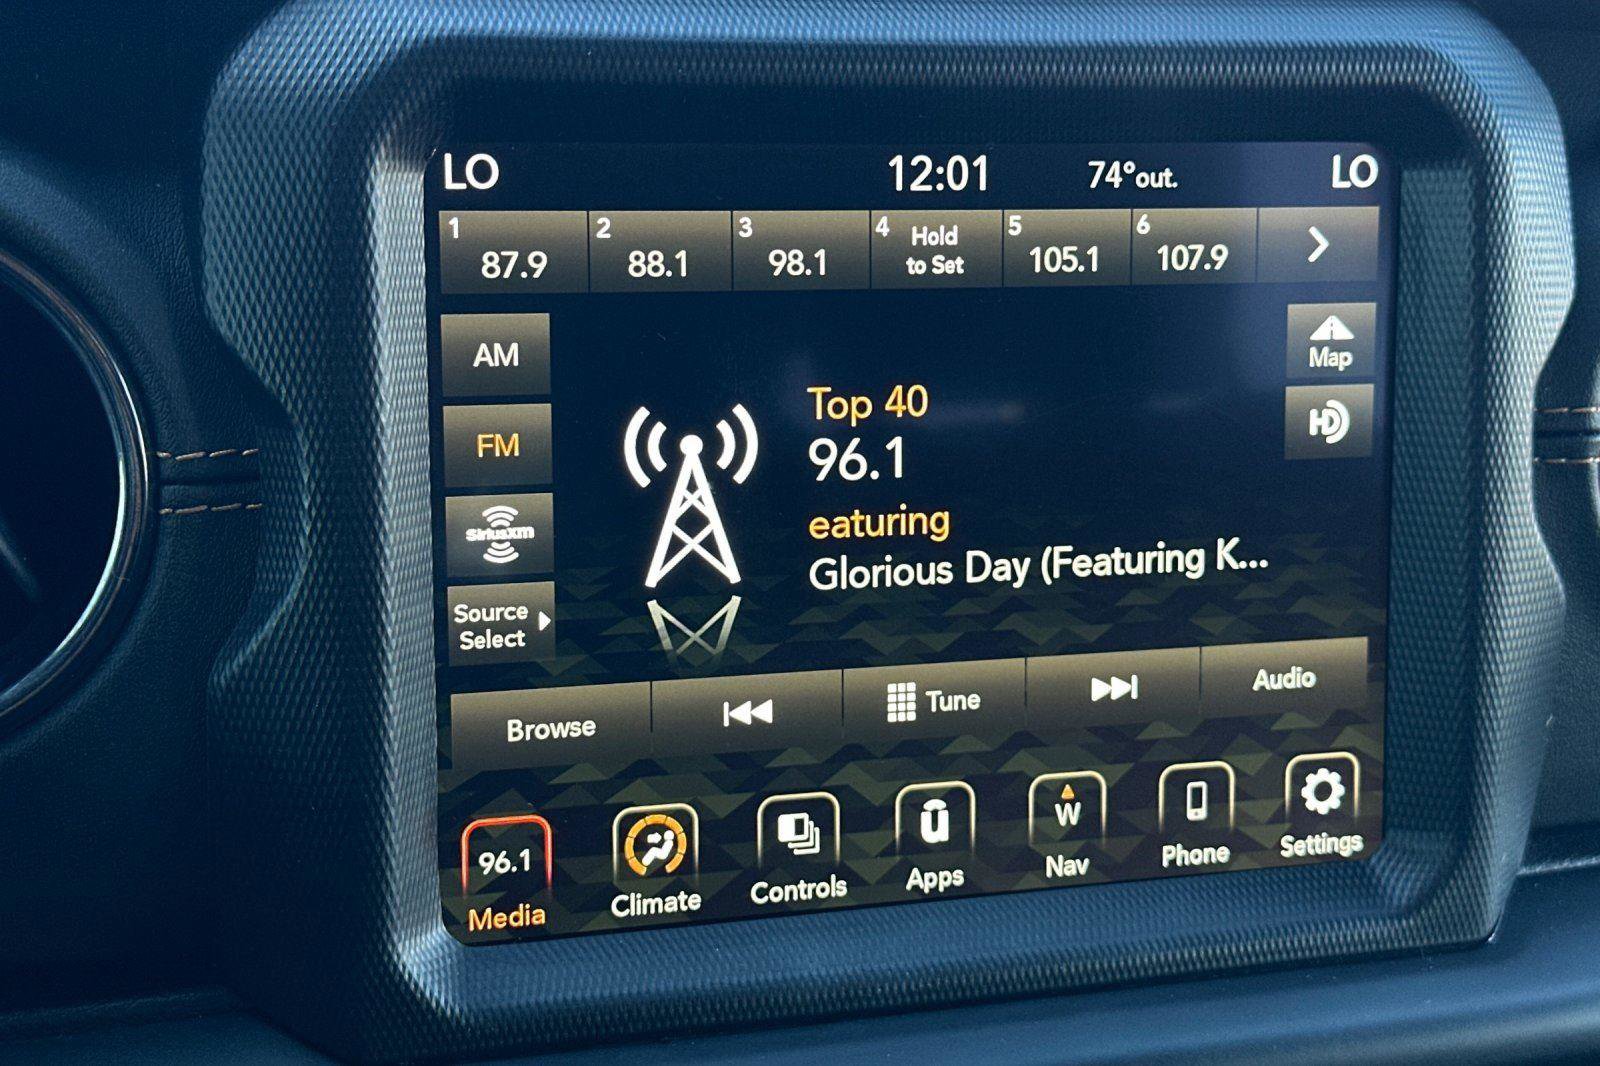 LO 12:01 74°out. LO
1 87.9
2 88.1
3 98.1
4 Hold
to Set
5 105.1
6 107.9
AM
FM
SiriusXM
Source
Select
Top 40
96.1
eaturing
Glorious Day (Featuring K...
Map
HD
Browse
Tune
Audio
96.1
Media
Climate
Controls
Apps
W
Nav
Phone
Settings